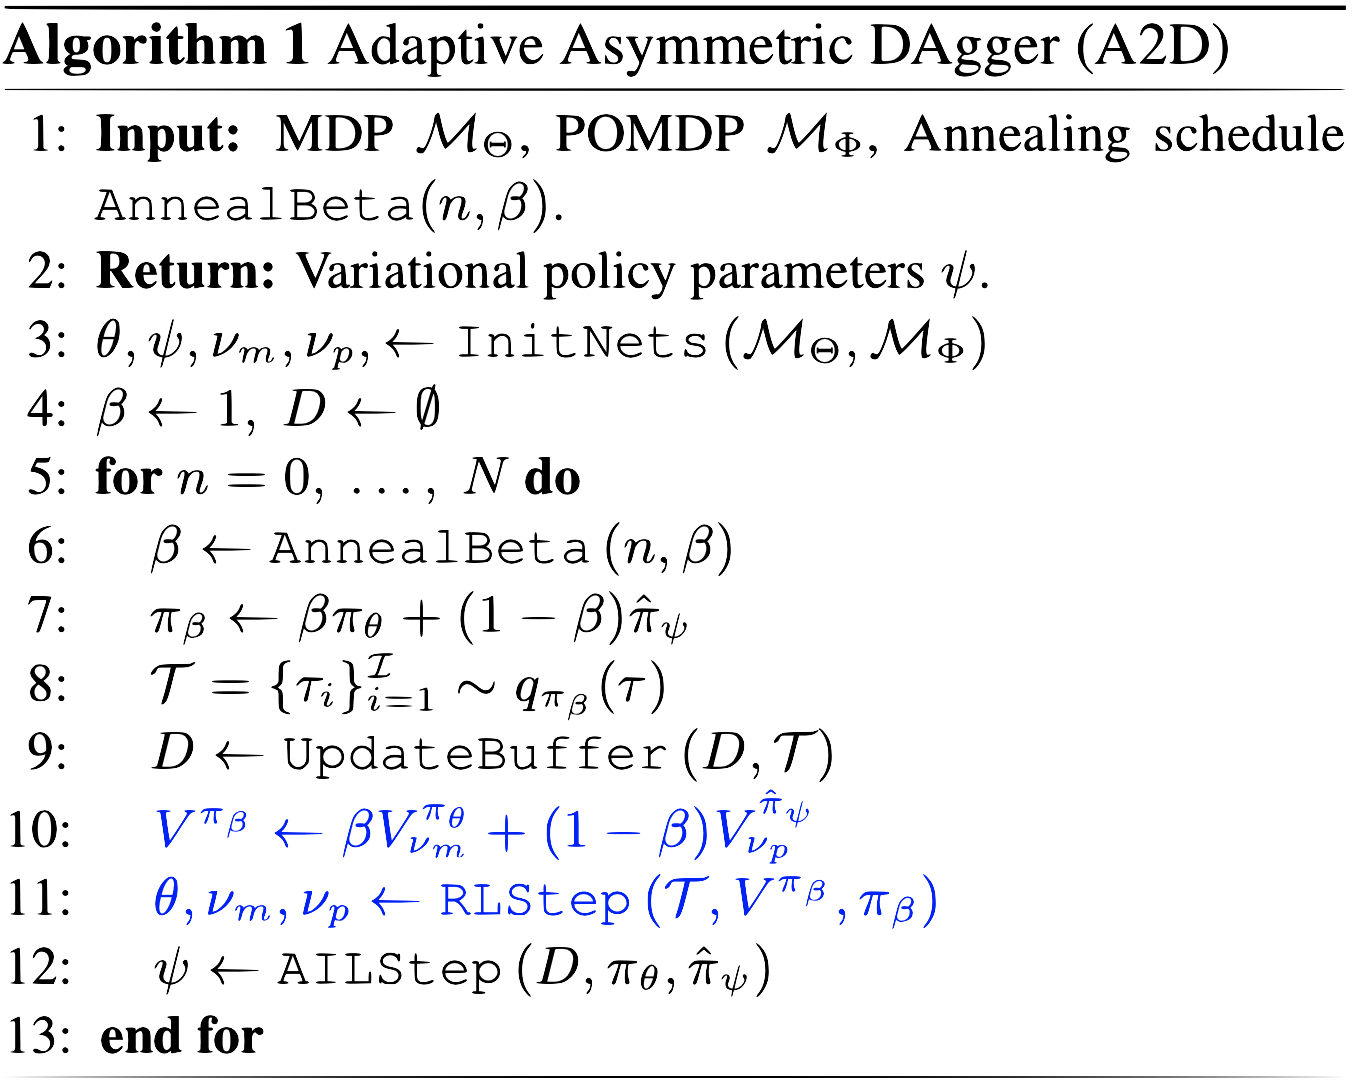 Algorithm 1 Adaptive Asymmetric DAgger (A2D)
1: Input: MDP ℳ_Θ, POMDP ℳ_Φ, Annealing schedule
AnnealBeta(n, β).
2: Return: Variational policy parameters ψ.
3: θ, ψ, ν_m, ν_p, ← InitNets (ℳ_Θ, ℳ_Φ)
4: β ← 1, D ← ∅
5: for n = 0, ..., N do
6: β ← AnnealBeta (n, β)
7: π_β ← βπ_θ + (1 − β)π̂_ψ
8: 𝒯 = {τ_i}_{i=1}^{ℐ} ∼ q_{π_β}(τ)
9: D ← UpdateBuffer (D, 𝒯)
10: V^{π_β} ← βV_{ν_m}^{π_θ} + (1 − β)V_{ν_p}^{π̂_ψ}
11: θ, ν_m, ν_p ← RLStep (𝒯, V^{π_β}, π_β)
12: ψ ← AILStep (D, π_θ, π̂_ψ)
13: end for